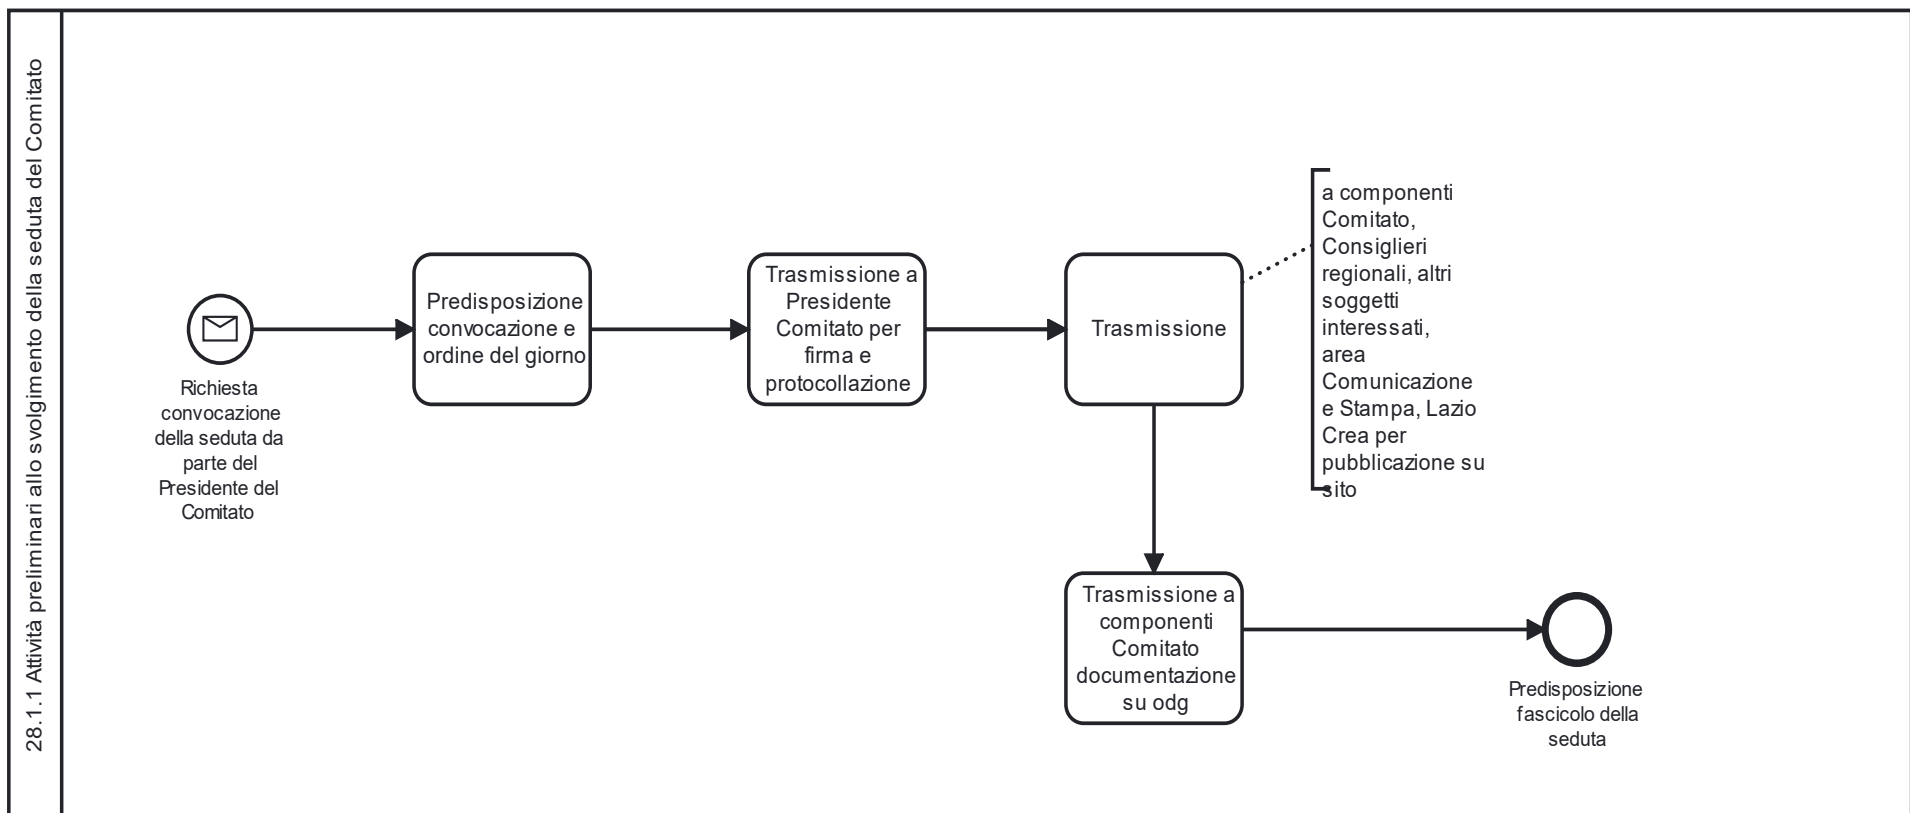 28.1.1 Attività preliminari allo svolgimento della seduta del Comitato
Richiesta
convocazione
della seduta da
parte del
Presidente del
Comitato
Predisposizione
convocazione e
ordine del giorno
Trasmissione a
Presidente
Comitato per
firma e
protocollazione
Trasmissione
a componenti
Comitato,
Consiglieri
regionali, altri
soggetti
interessati,
area
Comunicazione
e Stampa, Lazio
Crea per
pubblicazione su
sito
Trasmissione a
componenti
Comitato
documentazione
su odg
Predisposizione
fascicolo della
seduta